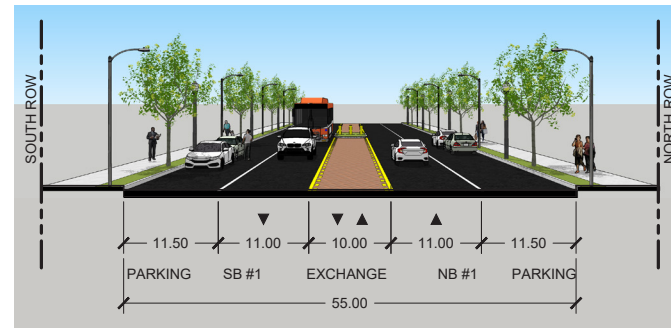 SOUTH ROW
NORTH ROW
11.50 11.00 10.00 11.00 11.50
PARKING SB #1 EXCHANGE NB #1 PARKING
55.00